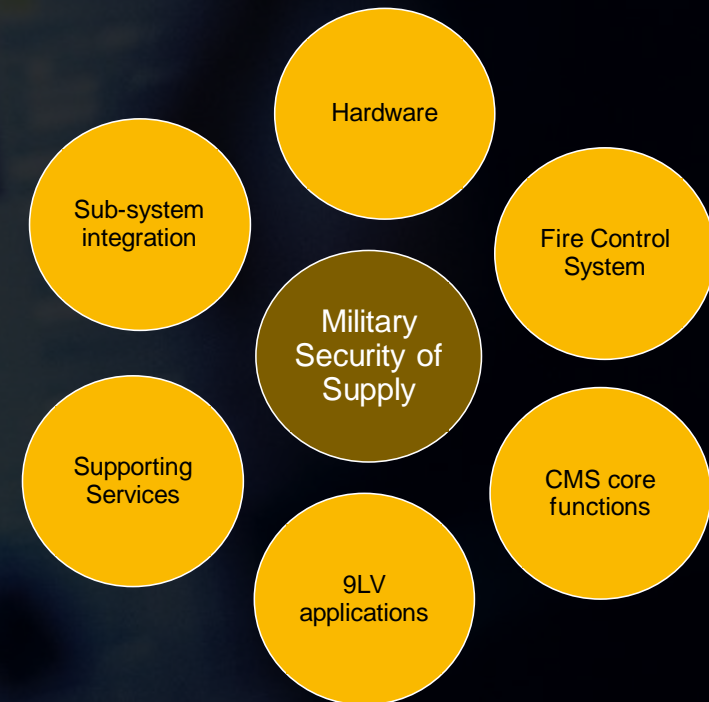 Hardware
Sub-system
integration
Fire Control
System
Military
Security of
Supply
Supporting
Services
CMS core
functions
9LV
applications